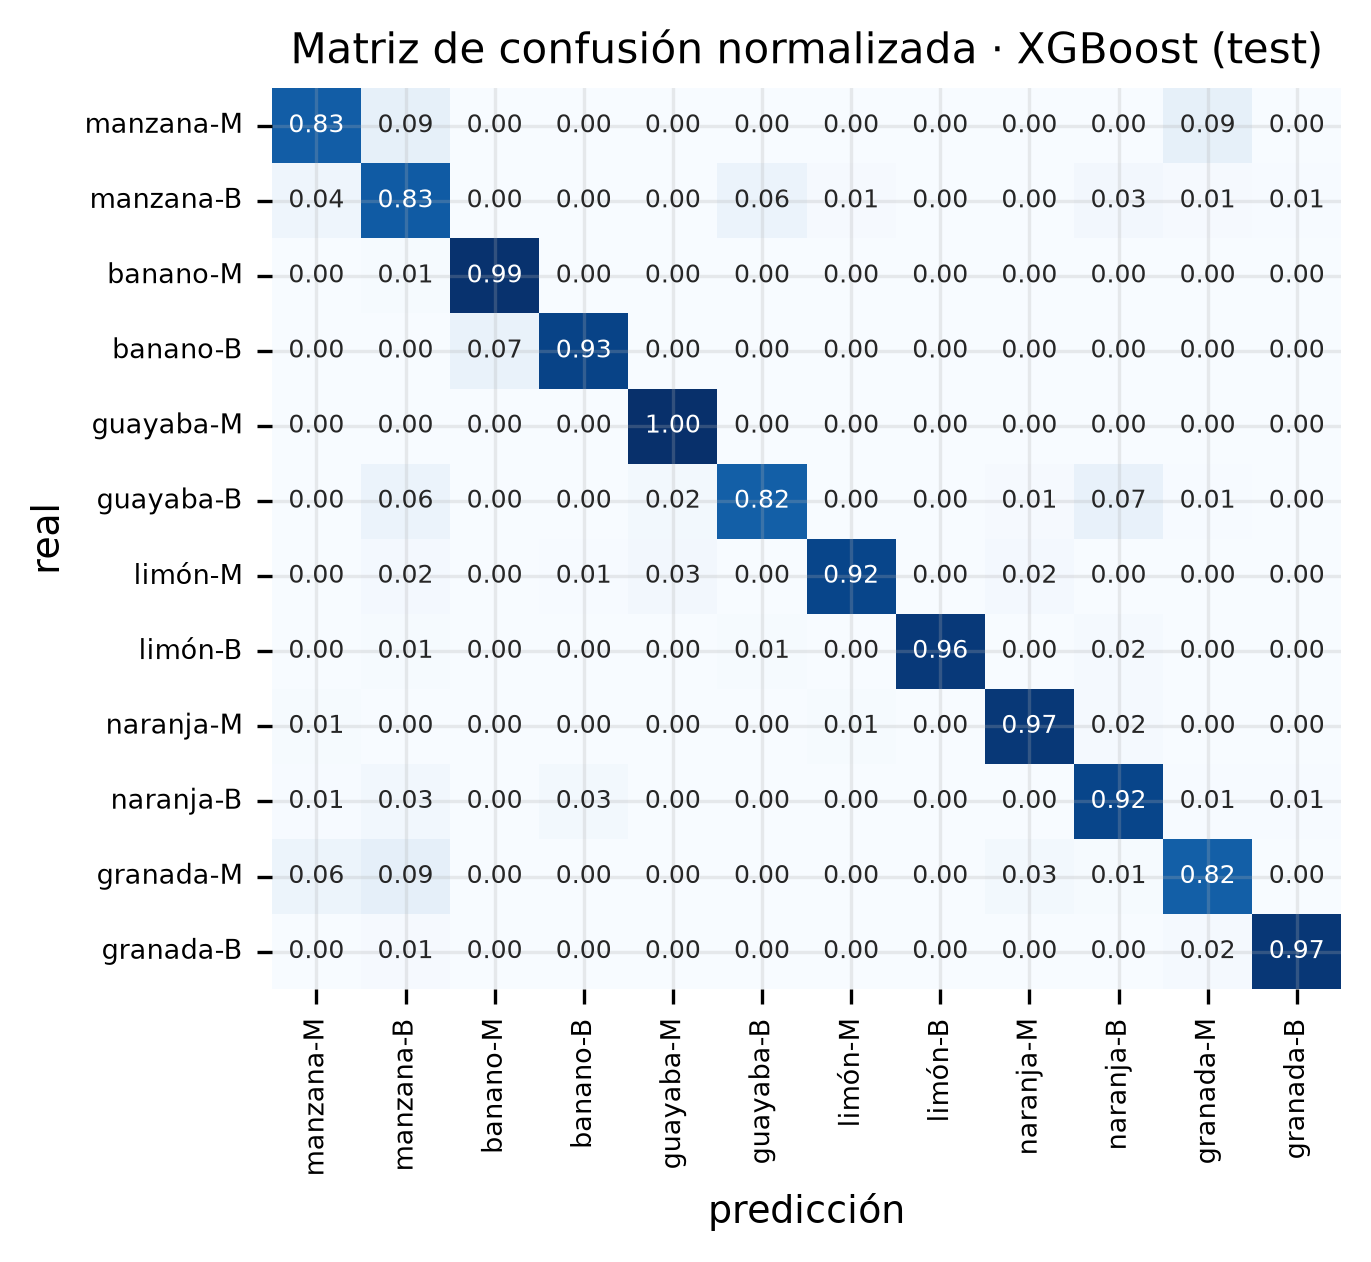 Matriz de confusión normalizada · XGBoost (test)
manzana-M 0.83 0.09 0.00 0.00 0.00 0.00 0.00 0.00 0.00 0.00 0.09 0.00
manzana-B 0.04 0.83 0.00 0.00 0.00 0.06 0.01 0.00 0.00 0.03 0.01 0.01
banano-M 0.00 0.01 0.99 0.00 0.00 0.00 0.00 0.00 0.00 0.00 0.00 0.00
banano-B 0.00 0.00 0.07 0.93 0.00 0.00 0.00 0.00 0.00 0.00 0.00 0.00
guayaba-M 0.00 0.00 0.00 0.00 1.00 0.00 0.00 0.00 0.00 0.00 0.00 0.00
guayaba-B 0.00 0.06 0.00 0.00 0.02 0.82 0.00 0.00 0.01 0.07 0.01 0.00
limón-M 0.00 0.02 0.00 0.01 0.03 0.00 0.92 0.00 0.02 0.00 0.00 0.00
limón-B 0.00 0.01 0.00 0.00 0.00 0.01 0.00 0.96 0.00 0.02 0.00 0.00
naranja-M 0.01 0.00 0.00 0.00 0.00 0.00 0.01 0.00 0.97 0.02 0.00 0.00
naranja-B 0.01 0.03 0.00 0.03 0.00 0.00 0.00 0.00 0.00 0.92 0.01 0.01
granada-M 0.06 0.09 0.00 0.00 0.00 0.00 0.00 0.00 0.03 0.01 0.82 0.00
granada-B 0.00 0.01 0.00 0.00 0.00 0.00 0.00 0.00 0.00 0.00 0.02 0.97
real
manzana-M manzana-B banano-M banano-B guayaba-M guayaba-B limón-M limón-B naranja-M naranja-B granada-M granada-B
predicción